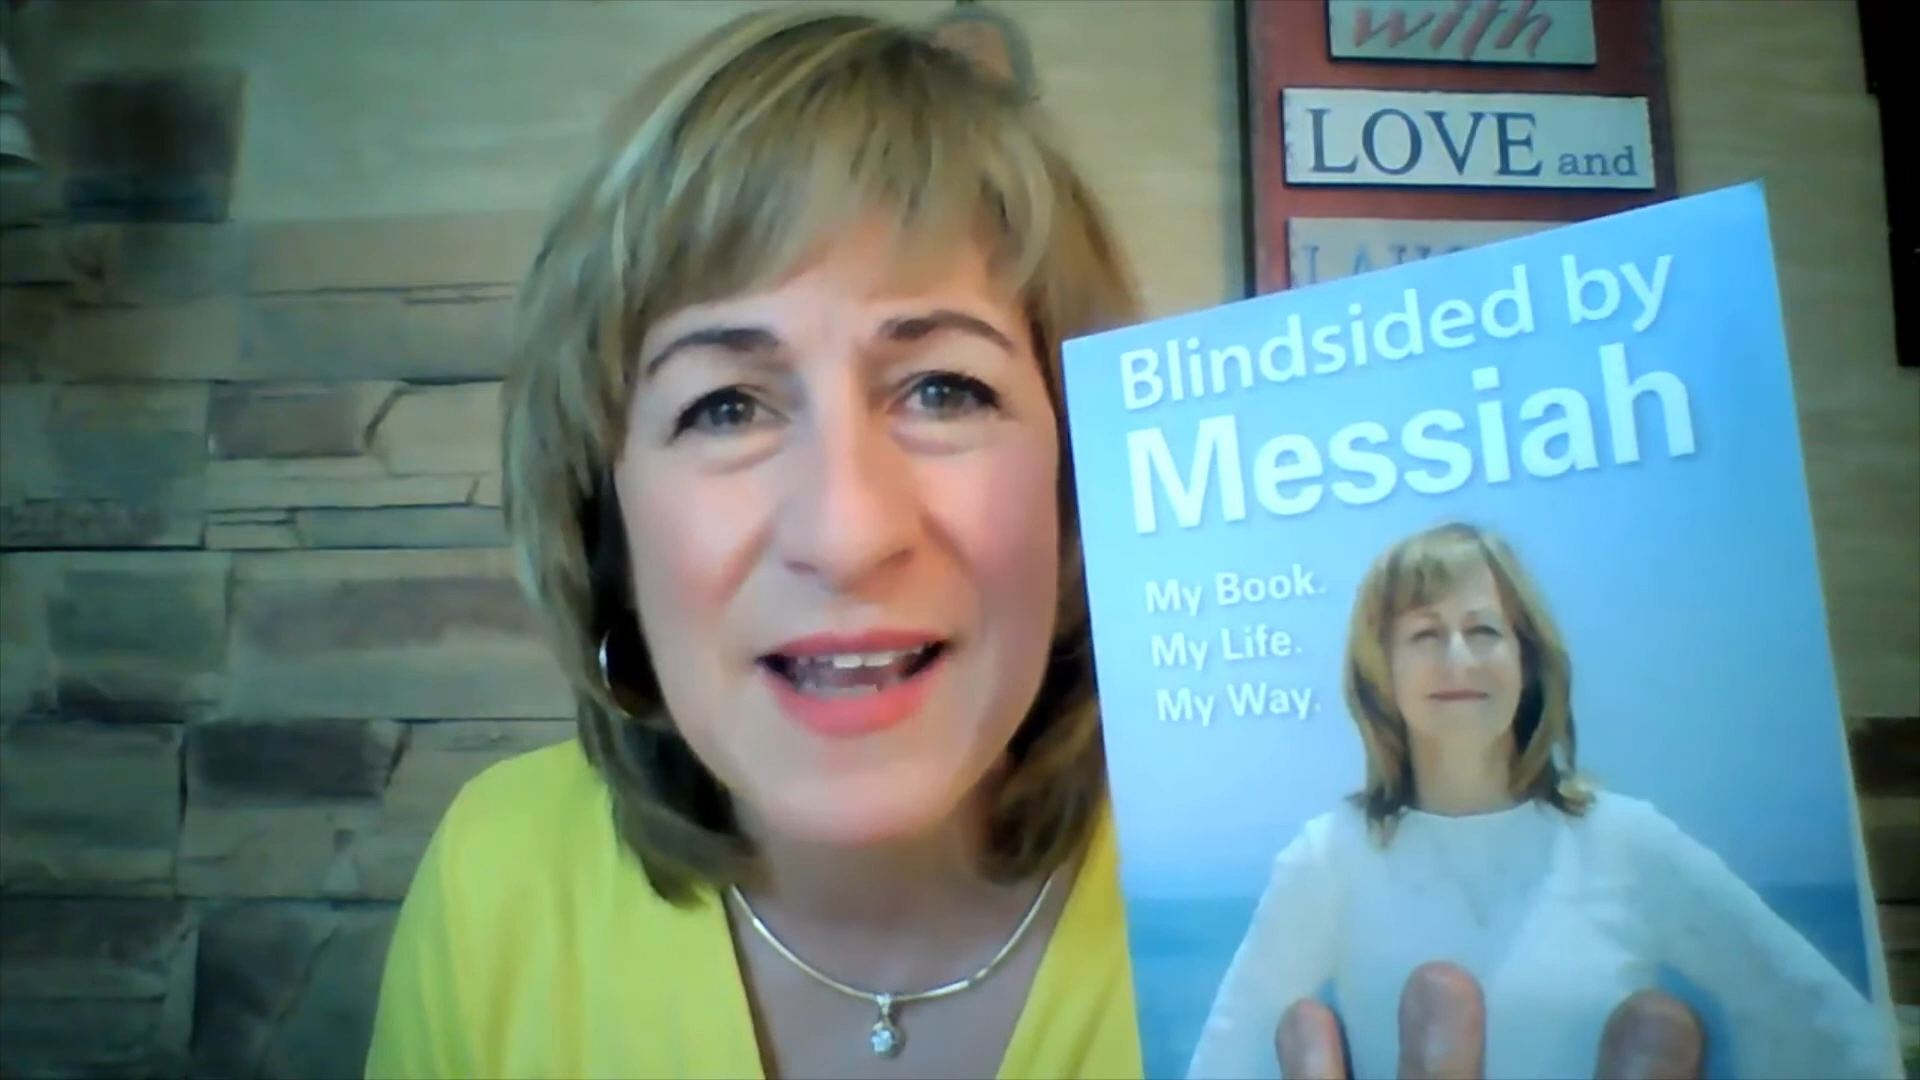 with
LOVE and
Blindsided by
Messiah
My Book.
My Life.
My Way.